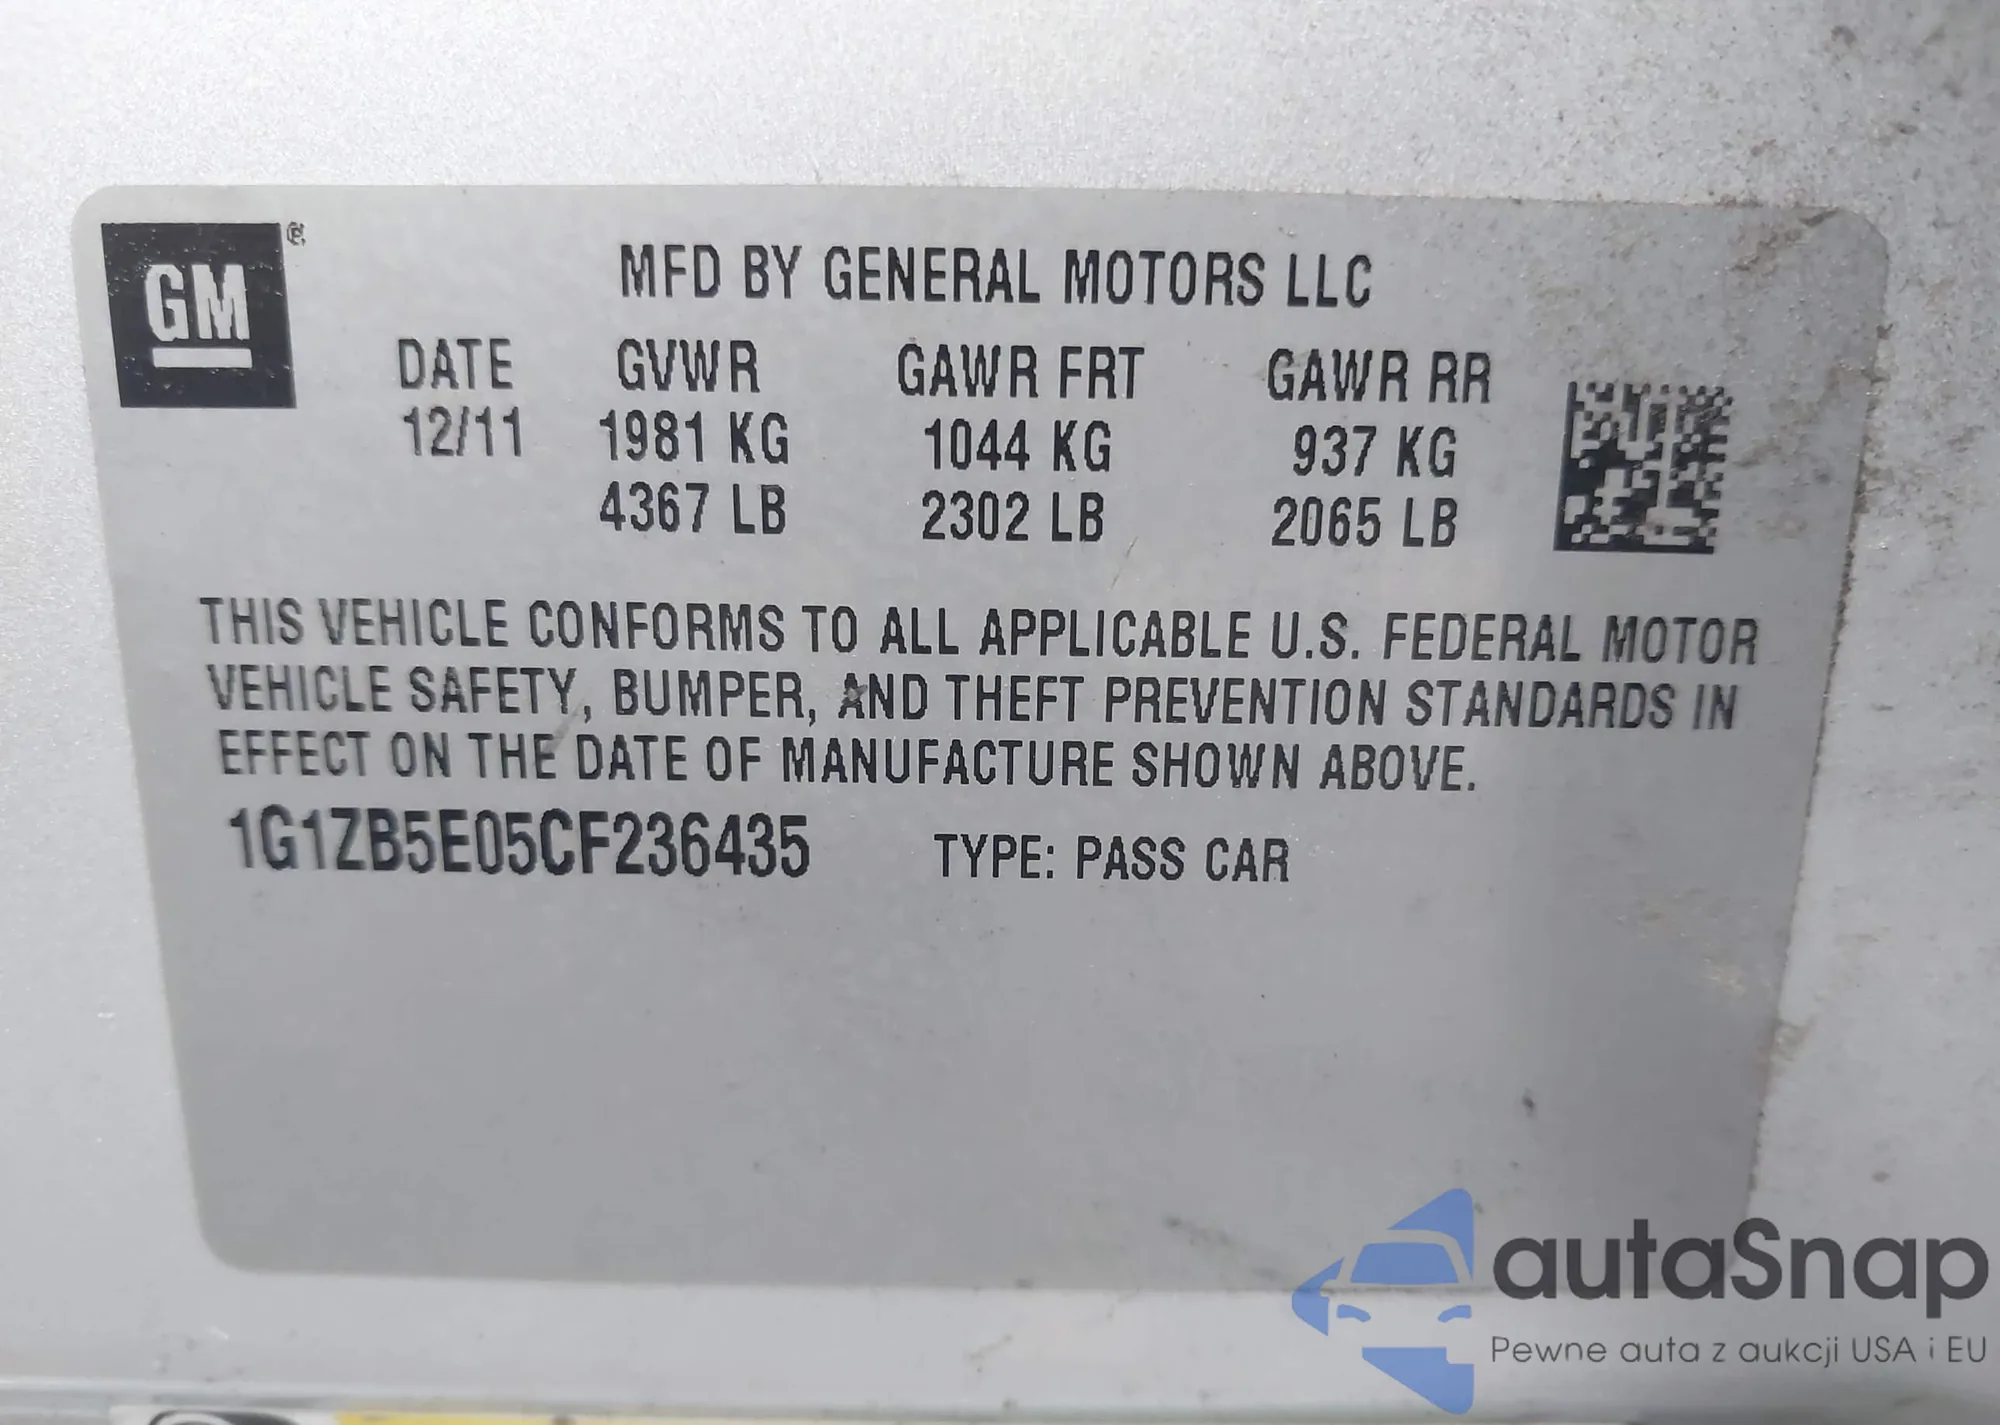 GM
MFD BY GENERAL MOTORS LLC
DATE GVWR GAWR FRT GAWR RR
12/11 1981 KG 1044 KG 937 KG
4367 LB 2302 LB 2065 LB
THIS VEHICLE CONFORMS TO ALL APPLICABLE U.S. FEDERAL MOTOR
VEHICLE SAFETY, BUMPER, AND THEFT PREVENTION STANDARDS IN
EFFECT ON THE DATE OF MANUFACTURE SHOWN ABOVE.
1G1ZB5E05CF236435 TYPE: PASS CAR
autaSnap
Pewne auta z aukcji USA i EU